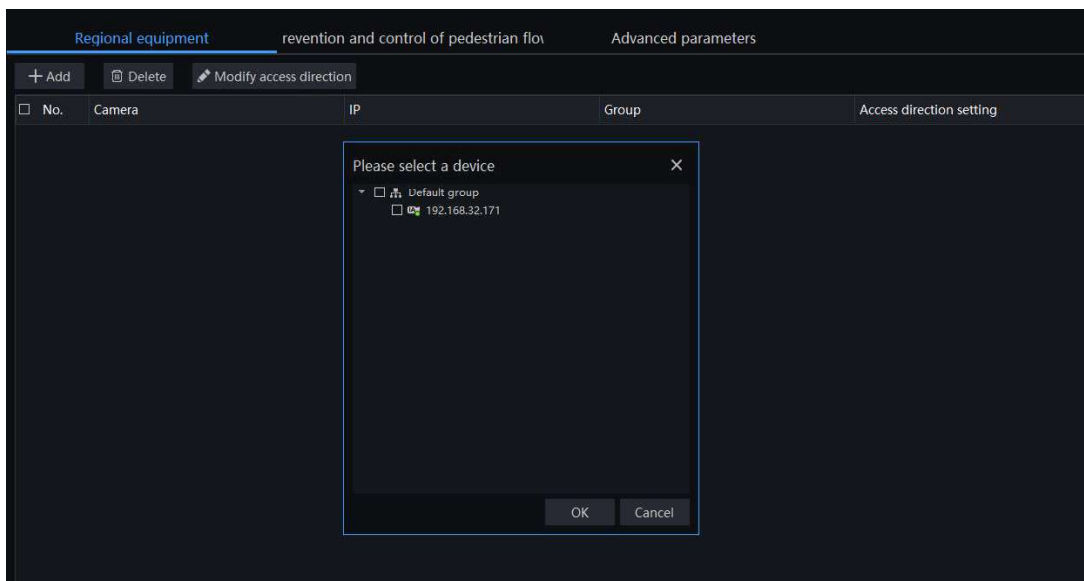 Regional equipment revention and control of pedestrian flov Advanced parameters
Add Delete Modify access direction
No. Camera IP Group Access direction setting
Please select a device
Default group
192.168.32.171
OK Cancel